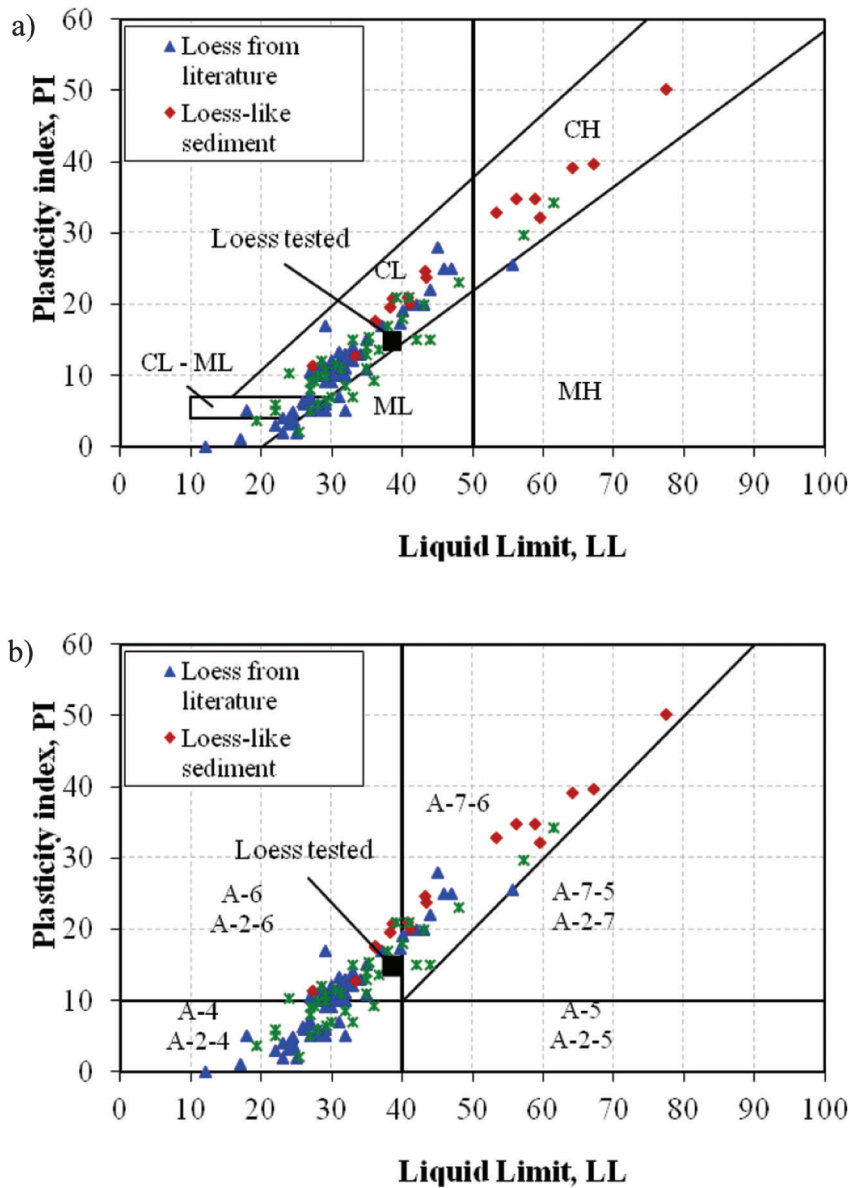 a)
60
50
40
30
20
10
0
Plasticity index, PI
Loess from
literature
Loess-like
sediment
CH
Loess tested
CL
CL - ML
ML
MH
0 10 20 30 40 50 60 70 80 90 100
Liquid Limit, LL
b)
60
50
40
30
20
10
0
Plasticity index, PI
Loess from
literature
Loess-like
sediment
A-7-6
Loess tested
A-6
A-2-6
A-7-5
A-2-7
A-4
A-2-4
A-5
A-2-5
0 10 20 30 40 50 60 70 80 90 100
Liquid Limit, LL